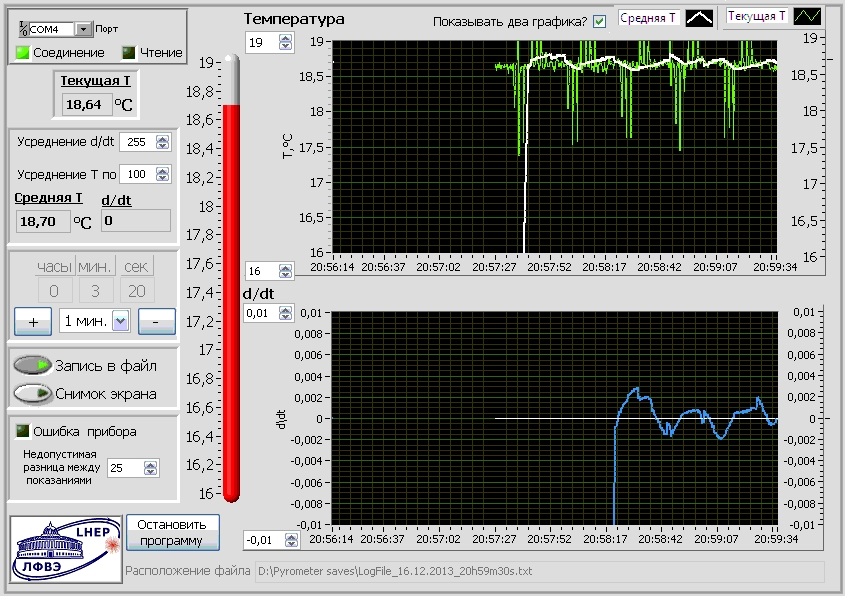 COM4 Порт
Соединение Чтение
Текущая Т
18,64 °C
Усреднение d/dt 255
Усреднение Т по 100
Средняя Т d/dt
18,70 °C 0
часы мин. сек
0 3 20
+ 1 мин. -
Запись в файл
Снимок экрана
Ошибка прибора
Недопустимая
разница между
показаниями
25
LHEP
ЛФВЭ
Остановить
программу
19
18,8
18,6
18,4
18,2
18
17,8
17,6
17,4
17,2
17
16,8
16,6
16,4
16,2
16
Температура
Показывать два графика? Средняя Т Текущая Т
19
16
T,°C
19
18,5
18
17,5
17
16,5
16
19
18,5
18
17,5
17
16,5
16
20:56:14 20:56:37 20:57:02 20:57:27 20:57:52 20:58:17 20:58:42 20:59:07 20:59:34
d/dt
0,01
-0,01
d\dt
0,01
0,008
0,006
0,004
0,002
0
-0,002
-0,004
-0,006
-0,008
-0,01
0,01
0,008
0,006
0,004
0,002
0
-0,002
-0,004
-0,006
-0,008
-0,01
20:56:14 20:56:37 20:57:02 20:57:27 20:57:52 20:58:17 20:58:42 20:59:07 20:59:34
Расположение файла D:\Pyrometer saves\LogFile_16.12.2013_20h59m30s.txt